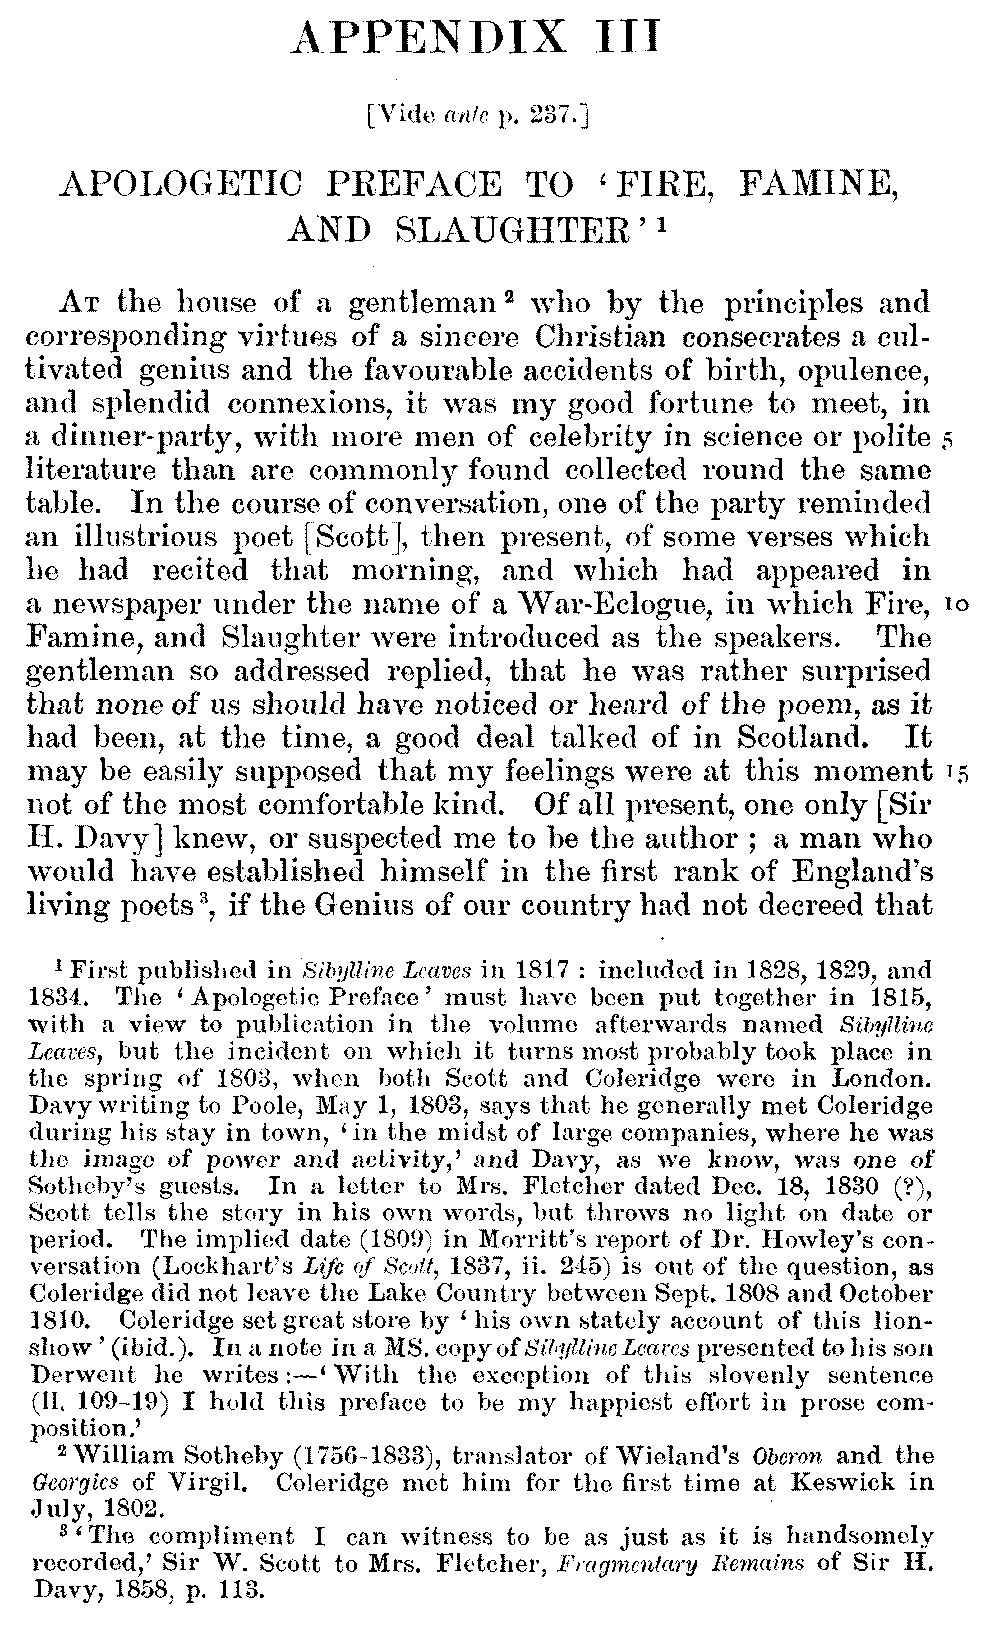 APPENDIX III
[Vide ante p. 237.]
APOLOGETIC PREFACE TO ‘FIRE, FAMINE,
AND SLAUGHTER’ ¹
At the house of a gentleman ² who by the principles and
corresponding virtues of a sincere Christian consecrates a cul-
tivated genius and the favourable accidents of birth, opulence,
and splendid connexions, it was my good fortune to meet, in
a dinner-party, with more men of celebrity in science or polite 5
literature than are commonly found collected round the same
table. In the course of conversation, one of the party reminded
an illustrious poet [Scott], then present, of some verses which
he had recited that morning, and which had appeared in
a newspaper under the name of a War-Eclogue, in which Fire, 10
Famine, and Slaughter were introduced as the speakers. The
gentleman so addressed replied, that he was rather surprised
that none of us should have noticed or heard of the poem, as it
had been, at the time, a good deal talked of in Scotland. It
may be easily supposed that my feelings were at this moment 15
not of the most comfortable kind. Of all present, one only [Sir
H. Davy] knew, or suspected me to be the author ; a man who
would have established himself in the first rank of England's
living poets ³, if the Genius of our country had not decreed that
¹ First published in Sibylline Leaves in 1817 : included in 1828, 1829, and
1834. The ‘Apologetic Preface’ must have been put together in 1815,
with a view to publication in the volume afterwards named Sibylline
Leaves, but the incident on which it turns most probably took place in
the spring of 1803, when both Scott and Coleridge were in London.
Davy writing to Poole, May 1, 1803, says that he generally met Coleridge
during his stay in town, ‘in the midst of large companies, where he was
the image of power and activity,’ and Davy, as we know, was one of
Sotheby's guests. In a letter to Mrs. Fletcher dated Dec. 18, 1830 (?),
Scott tells the story in his own words, but throws no light on date or
period. The implied date (1809) in Morritt's report of Dr. Howley's con-
versation (Lockhart's Life of Scott, 1837, ii. 245) is out of the question, as
Coleridge did not leave the Lake Country between Sept. 1808 and October
1810. Coleridge set great store by ‘his own stately account of this lion-
show’ (ibid.). In a note in a MS. copy of Sibylline Leaves presented to his son
Derwent he writes :—‘With the exception of this slovenly sentence
(ll. 109–19) I hold this preface to be my happiest effort in prose com-
position.’
² William Sotheby (1756-1833), translator of Wieland's Oberon and the
Georgics of Virgil. Coleridge met him for the first time at Keswick in
July, 1802.
³ ‘The compliment I can witness to be as just as it is handsomely
recorded,’ Sir W. Scott to Mrs. Fletcher, Fragmentary Remains of Sir H.
Davy, 1858, p. 113.